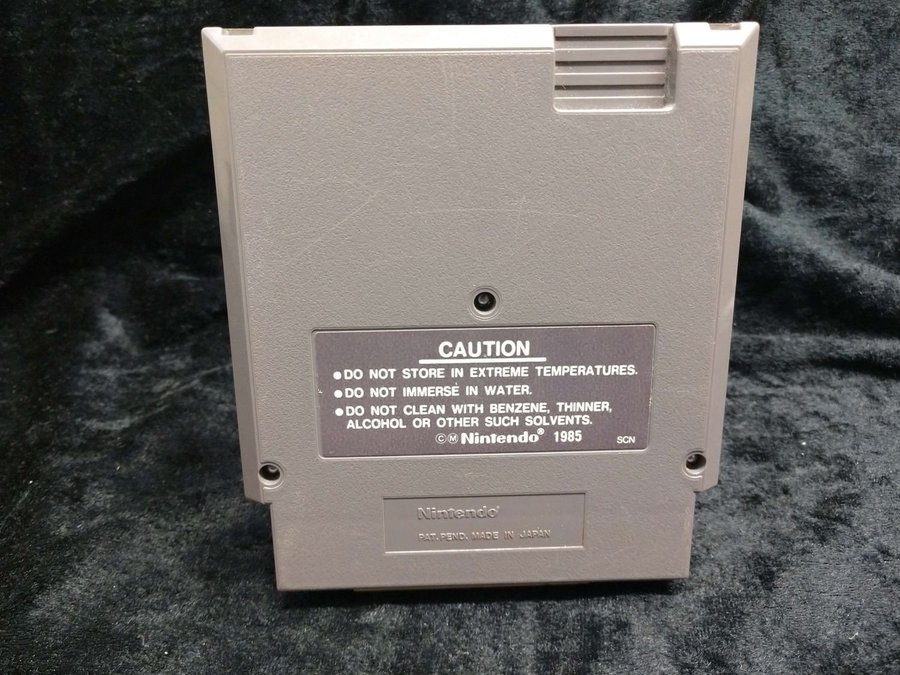 CAUTION
●DO NOT STORE IN EXTREME TEMPERATURES.
●DO NOT IMMERSE IN WATER.
●DO NOT CLEAN WITH BENZENE, THINNER,
ALCOHOL OR OTHER SUCH SOLVENTS.
©Ⓜ Nintendo® 1985 SCN
Nintendo®
PAT. PEND. MADE IN JAPAN